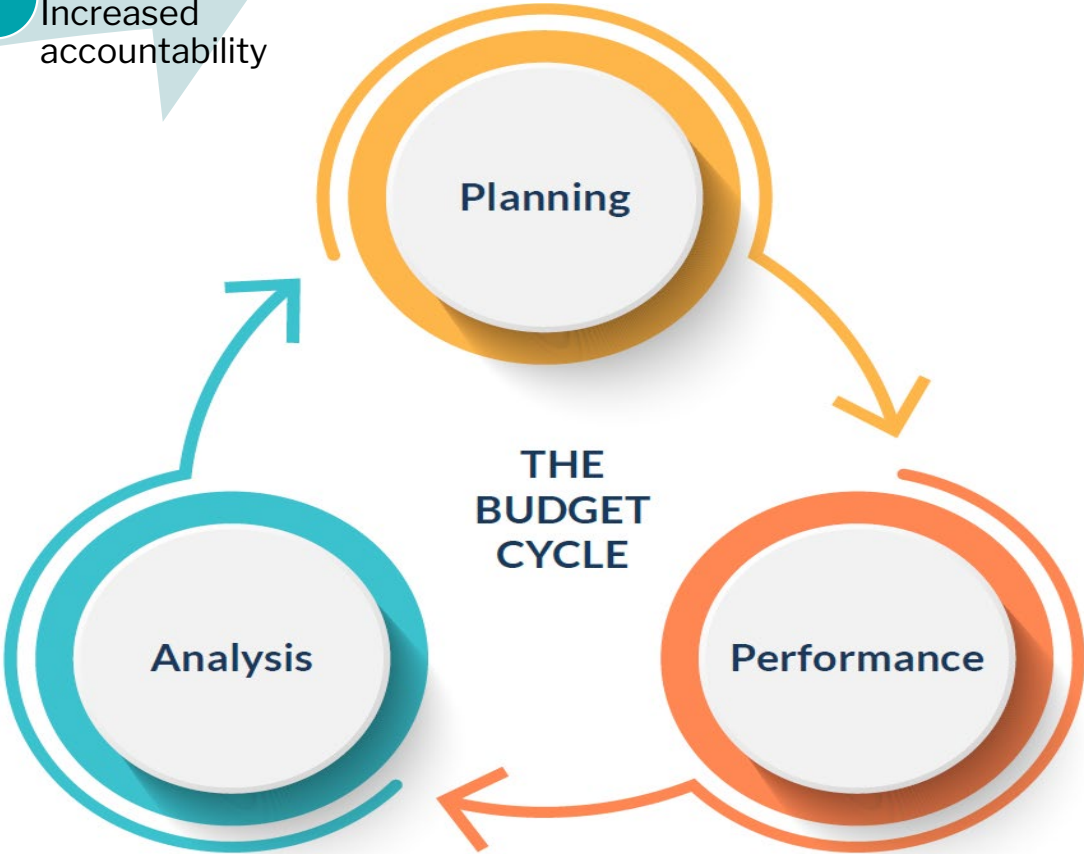 Increased
accountability
Planning
THE
BUDGET
CYCLE
Analysis
Performance